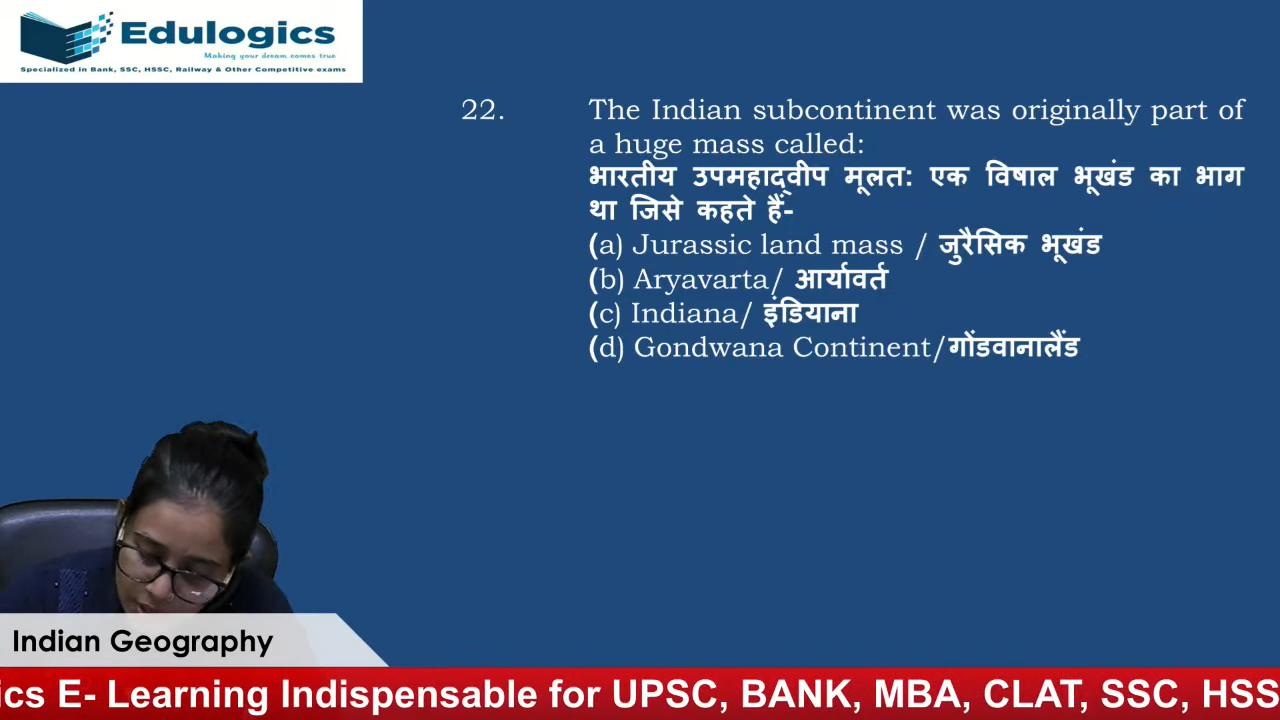 Edulogics
Making your dream comes true
Specialized in Bank, SSC, HSSC, Railway & Other Competitive exams
22. The Indian subcontinent was originally part of
a huge mass called:
भारतीय उपमहाद्वीप मूलत: एक विषाल भूखंड का भाग
था जिसे कहते हैं-
(a) Jurassic land mass / जुरैसिक भूखंड
(b) Aryavarta/ आर्यावर्त
(c) Indiana/ इंडियाना
(d) Gondwana Continent/गोंडवानालैंड
Indian Geography
ics E- Learning Indispensable for UPSC, BANK, MBA, CLAT, SSC, HSS